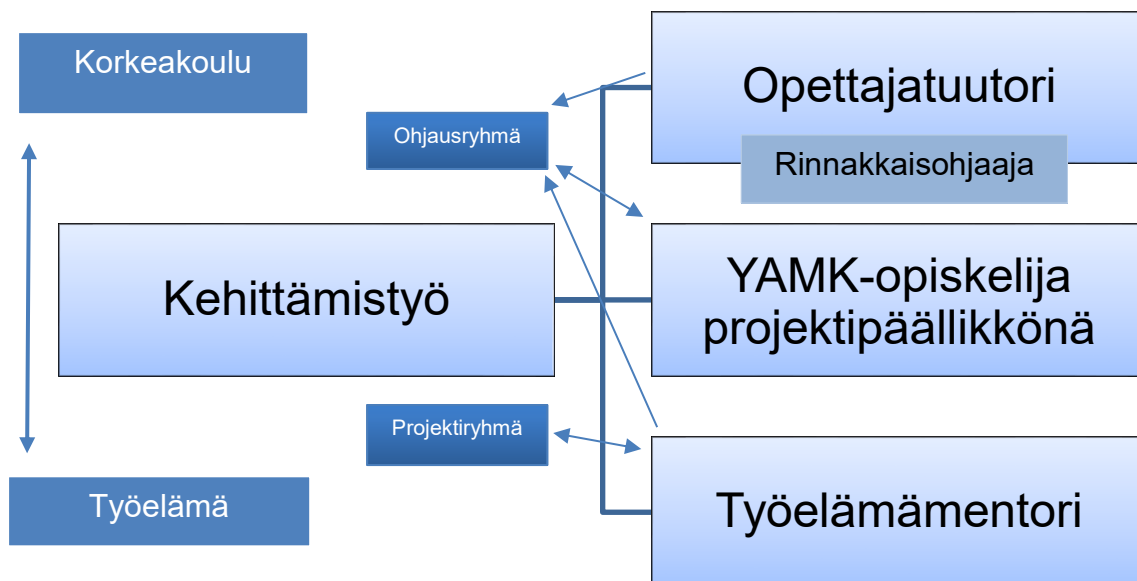 Korkeakoulu
Opettajatuutori
Ohjausryhmä
Rinnakkaisohjaaja
Kehittämistyö
YAMK-opiskelija
projektipäällikkönä
Projektiryhmä
Työelämä
Työelämämentori